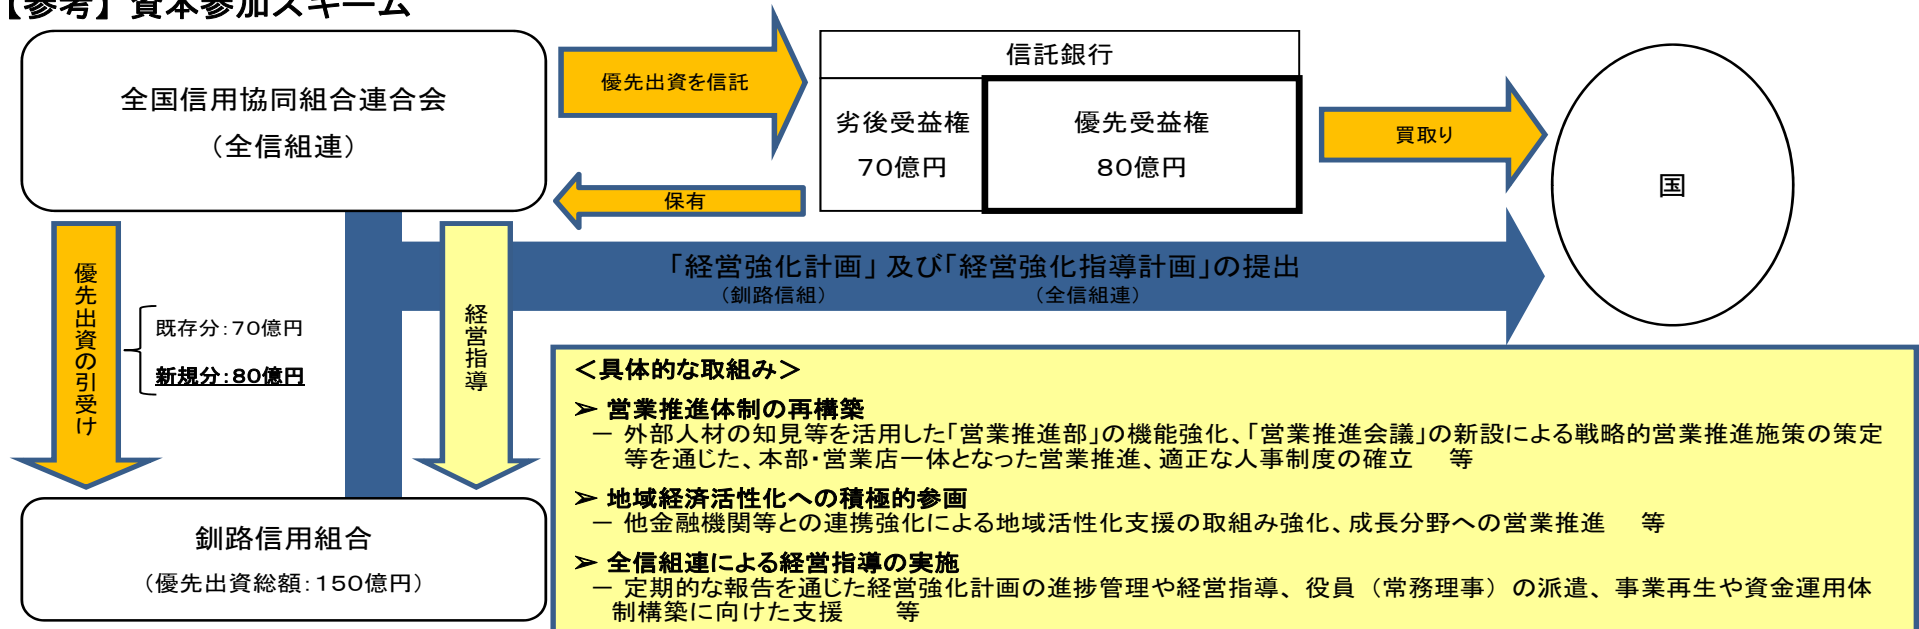 【参考】資本参加スキーム
全国信用協同組合連合会
（全信組連）
優先出資を信託
信託銀行
劣後受益権
70億円
優先受益権
80億円
買取り
国
保有
「経営強化計画」及び「経営強化指導計画」の提出
（釧路信組）
（全信組連）
優先出資の引受け
既存分：70億円
新規分：80億円
経営指導
釧路信用組合
（優先出資総額：150億円）
＜具体的な取組み＞
➢ 営業推進体制の再構築
－ 外部人材の知見等を活用した「営業推進部」の機能強化、「営業推進会議」の新設による戦略的営業推進施策の策定
等を通じた、本部・営業店一体となった営業推進、適正な人事制度の確立　等
➢ 地域経済活性化への積極的参画
－ 他金融機関等との連携強化による地域活性化支援の取組み強化、成長分野への営業推進　等
➢ 全信組連による経営指導の実施
－ 定期的な報告を通じた経営強化計画の進捗管理や経営指導、役員（常務理事）の派遣、事業再生や資金運用体
制構築に向けた支援　　等